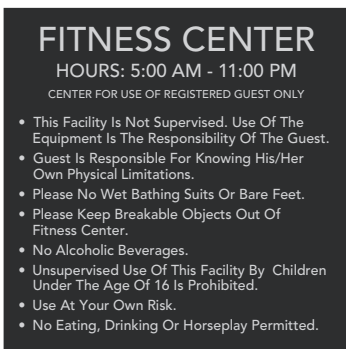 FITNESS CENTER
HOURS: 5:00 AM - 11:00 PM
CENTER FOR USE OF REGISTERED GUEST ONLY
• This Facility Is Not Supervised. Use Of The
Equipment Is The Responsibility Of The Guest.
• Guest Is Responsible For Knowing His/Her
Own Physical Limitations.
• Please No Wet Bathing Suits Or Bare Feet.
• Please Keep Breakable Objects Out Of
Fitness Center.
• No Alcoholic Beverages.
• Unsupervised Use Of This Facility By Children
Under The Age Of 16 Is Prohibited.
• Use At Your Own Risk.
• No Eating, Drinking Or Horseplay Permitted.